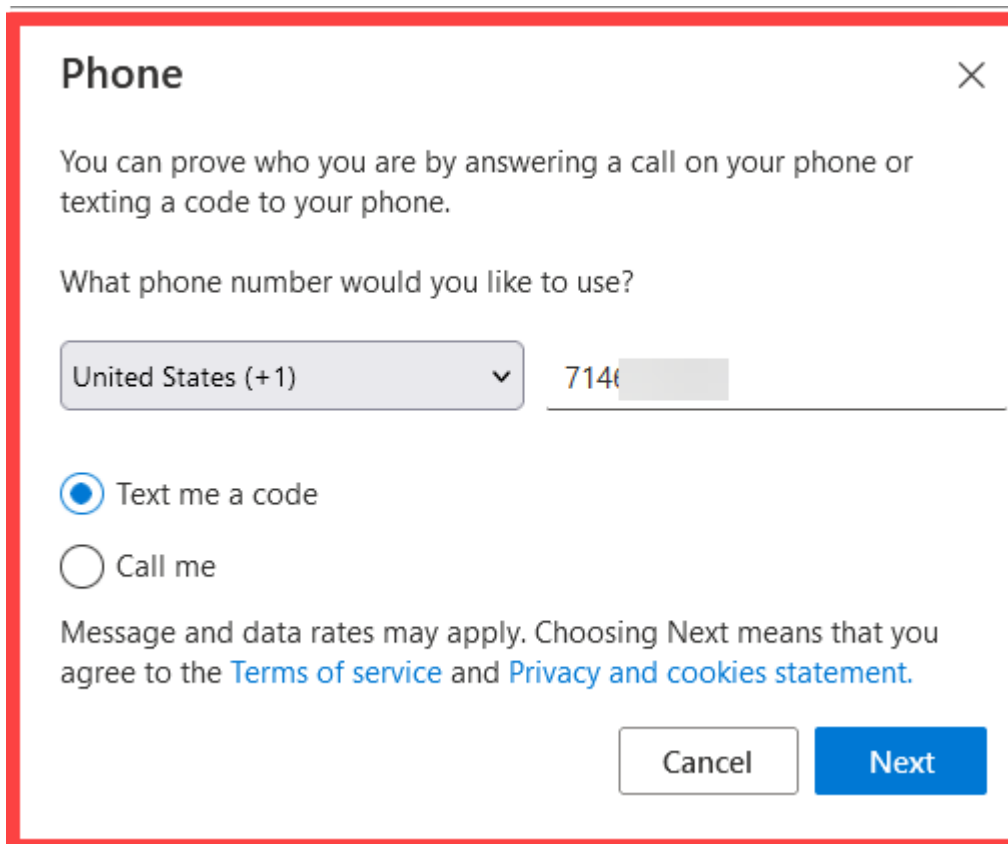 Phone
You can prove who you are by answering a call on your phone or
texting a code to your phone.
What phone number would you like to use?
United States (+1)
714
Text me a code
Call me
Message and data rates may apply. Choosing Next means that you
agree to the Terms of service and Privacy and cookies statement.
Cancel
Next